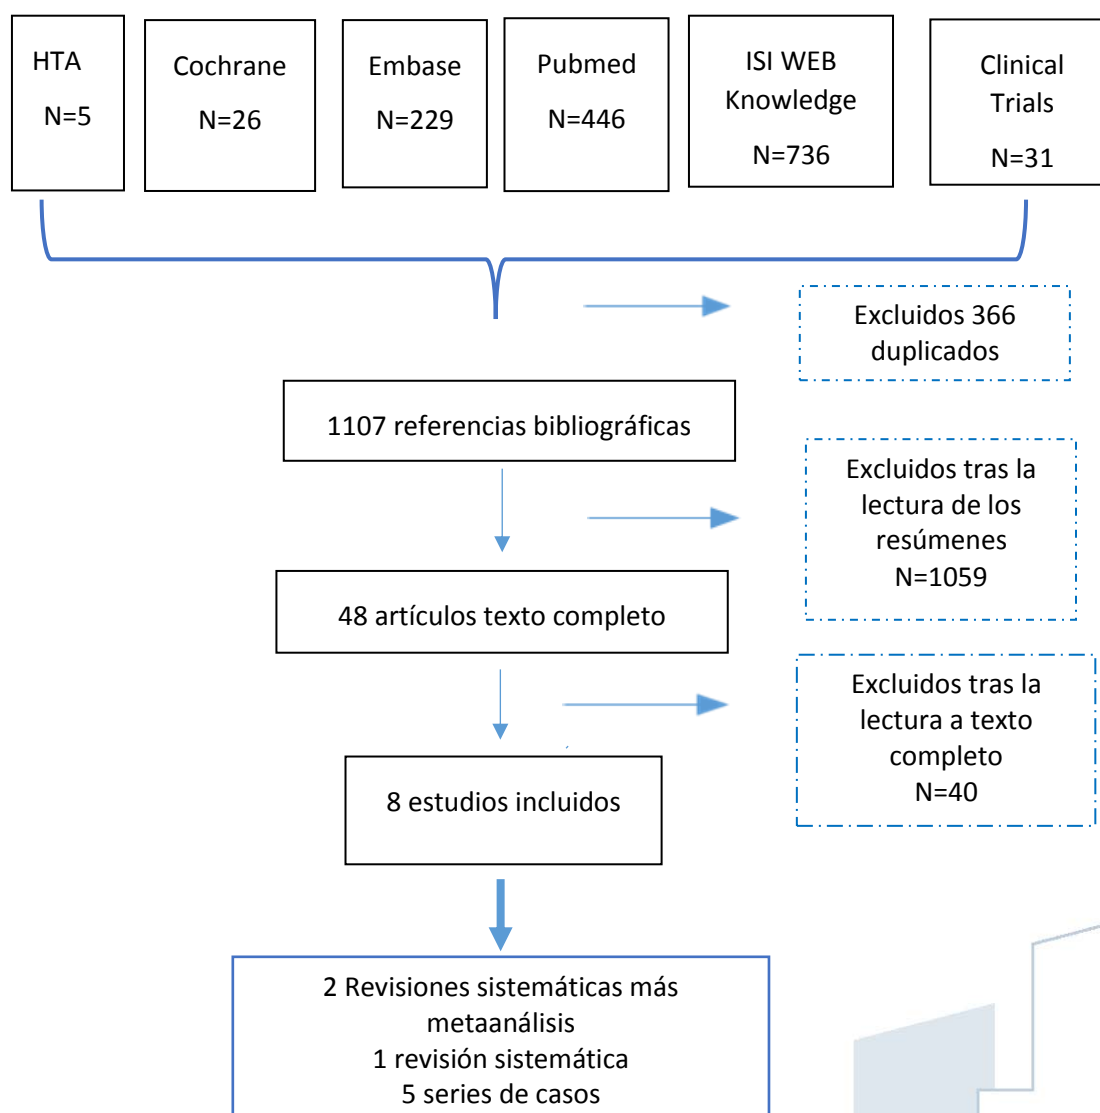 HTA
N=5
Cochrane
N=26
Embase
N=229
Pubmed
N=446
ISI WEB
Knowledge
N=736
Clinical
Trials
N=31
Excluidos 366
duplicados
1107 referencias bibliográficas
Excluidos tras la
lectura de los
resúmenes
N=1059
48 artículos texto completo
Excluidos tras la
lectura a texto
completo
N=40
8 estudios incluidos
2 Revisiones sistemáticas más
metaanálisis
1 revisión sistemática
5 series de casos